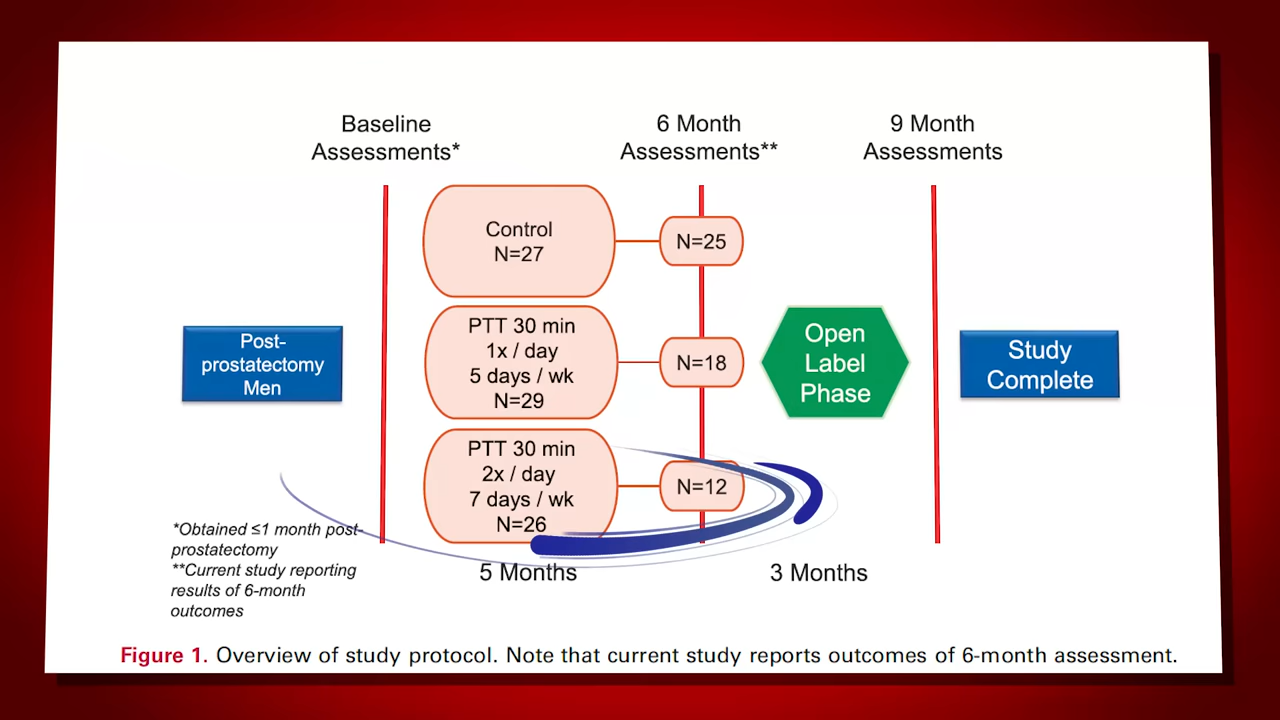 Baseline
Assessments*
6 Month
Assessments**
9 Month
Assessments
Control
N=27
N=25
PTT 30 min
1x / day
5 days / wk
N=29
N=18
Post-
prostatectomy
Men
Open
Label
Phase
Study
Complete
PTT 30 min
2x / day
7 days / wk
N=26
N=12
*Obtained ≤1 month post-
prostatectomy
**Current study reporting
results of 6-month
outcomes
5 Months
3 Months
Figure 1. Overview of study protocol. Note that current study reports outcomes of 6-month assessment.